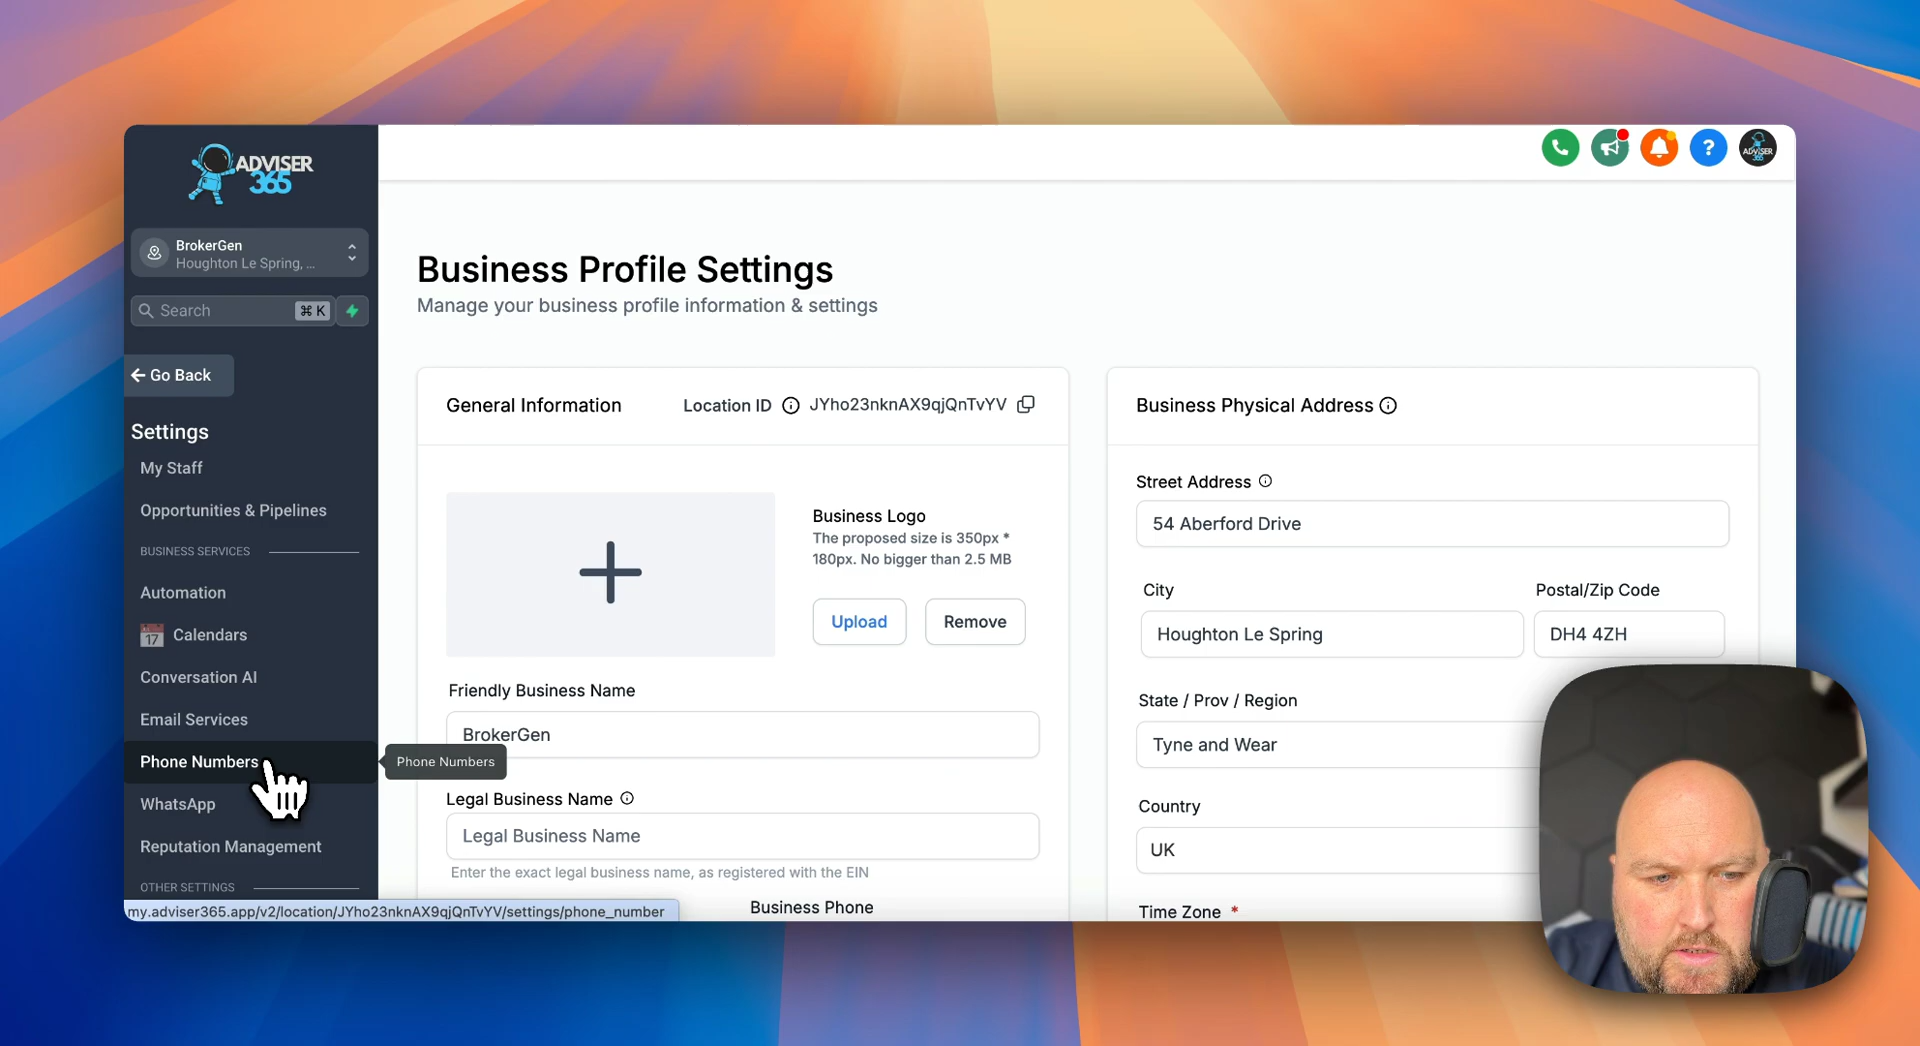 ADVISER
365
BrokerGen
Houghton Le Spring, ...
Search
⌘ K
← Go Back
Settings
My Staff
Opportunities & Pipelines
BUSINESS SERVICES
Automation
17 Calendars
Conversation AI
Email Services
Phone Numbers
WhatsApp
Reputation Management
OTHER SETTINGS
my.adviser365.app/v2/location/JYho23nknAX9qjQnTvYV/settings/phone_number
Phone Numbers
?
ADVISER
Business Profile Settings
Manage your business profile information & settings
General Information
Location ID JYho23nknAX9qjQnTvYV
Business Logo
The proposed size is 350px *
180px. No bigger than 2.5 MB
Upload
Remove
Friendly Business Name
BrokerGen
Legal Business Name
Legal Business Name
Enter the exact legal business name, as registered with the EIN
Business Phone
Business Physical Address
Street Address
54 Aberford Drive
City
Postal/Zip Code
Houghton Le Spring
DH4 4ZH
State / Prov / Region
Tyne and Wear
Country
UK
Time Zone *